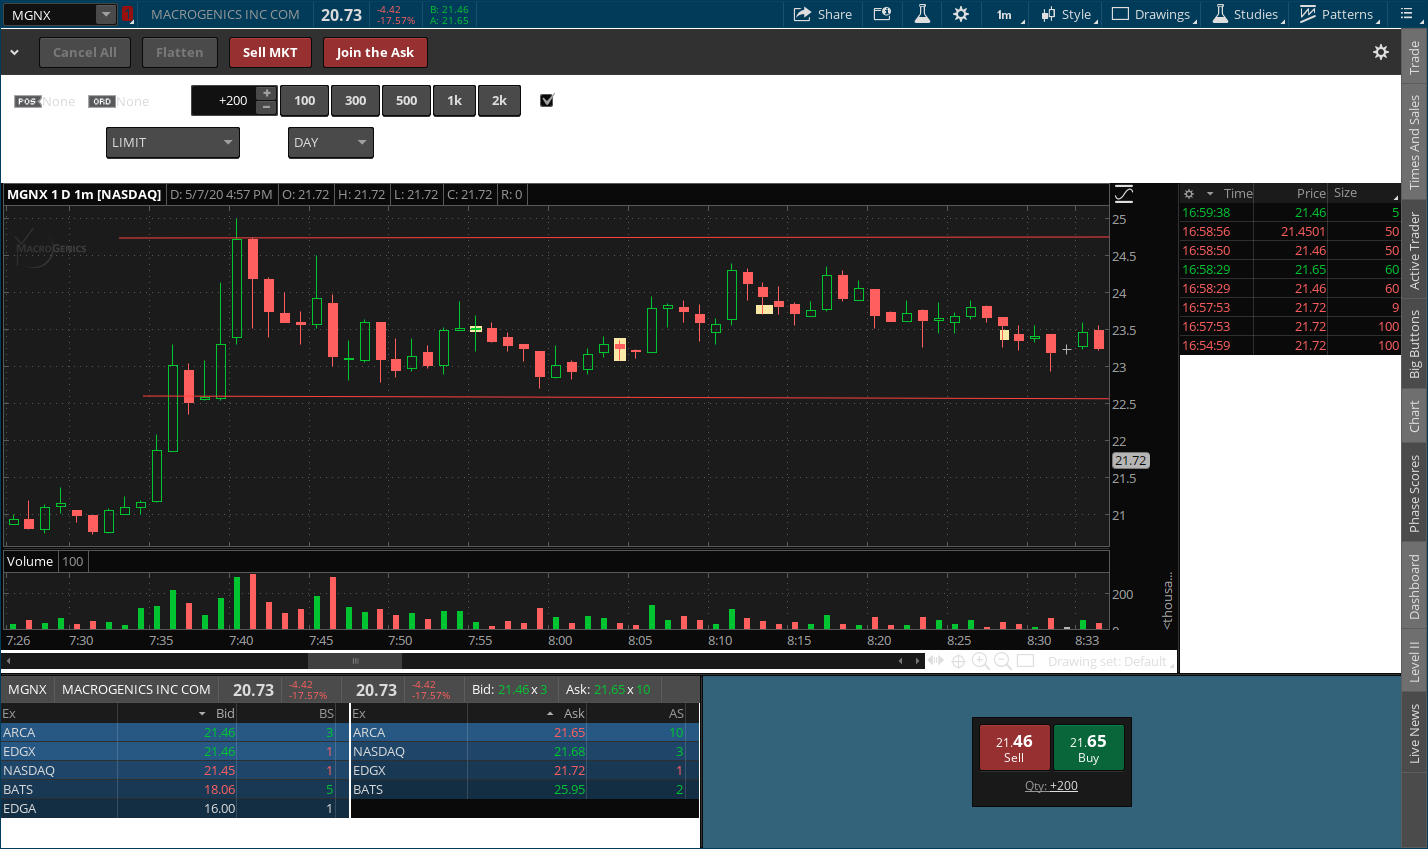 MGNX 1 MACROGENICS INC COM 20.73 -4.42 -17.57% B: 21.46 A: 21.65 Share 1m Style Drawings Studies Patterns
Cancel All Flatten Sell MKT Join the Ask
POS None ORD None +200 100 300 500 1k 2k
LIMIT DAY
MGNX 1 D 1m [NASDAQ] D: 5/7/20 4:57 PM O: 21.72 H: 21.72 L: 21.72 C: 21.72 R: 0
MACROGENICS
25
24.5
24
23.5
23
22.5
22
21.72
21.5
21
Volume 100
200
0
<thousa...
7:26 7:30 7:35 7:40 7:45 7:50 7:55 8:00 8:05 8:10 8:15 8:20 8:25 8:30 8:33
Drawing set: Default
Time Price Size
16:59:38 21.46 5
16:58:56 21.4501 50
16:58:50 21.46 50
16:58:29 21.65 60
16:58:29 21.46 60
16:57:53 21.72 9
16:57:53 21.72 100
16:54:59 21.72 100
Trade
Times And Sales
Active Trader
Big Buttons
Chart
Phase Scores
Dashboard
Level II
Live News
MGNX MACROGENICS INC COM 20.73 -4.42 -17.57% 20.73 -4.42 -17.57% Bid: 21.46 x 3 Ask: 21.65 x 10
Ex Bid BS Ex Ask AS
ARCA 21.46 3 ARCA 21.65 10
EDGX 21.46 1 NASDAQ 21.68 3
NASDAQ 21.45 1 EDGX 21.72 1
BATS 18.06 5 BATS 25.95 2
EDGA 16.00 1
21.46 21.65
Sell Buy
Qty: +200